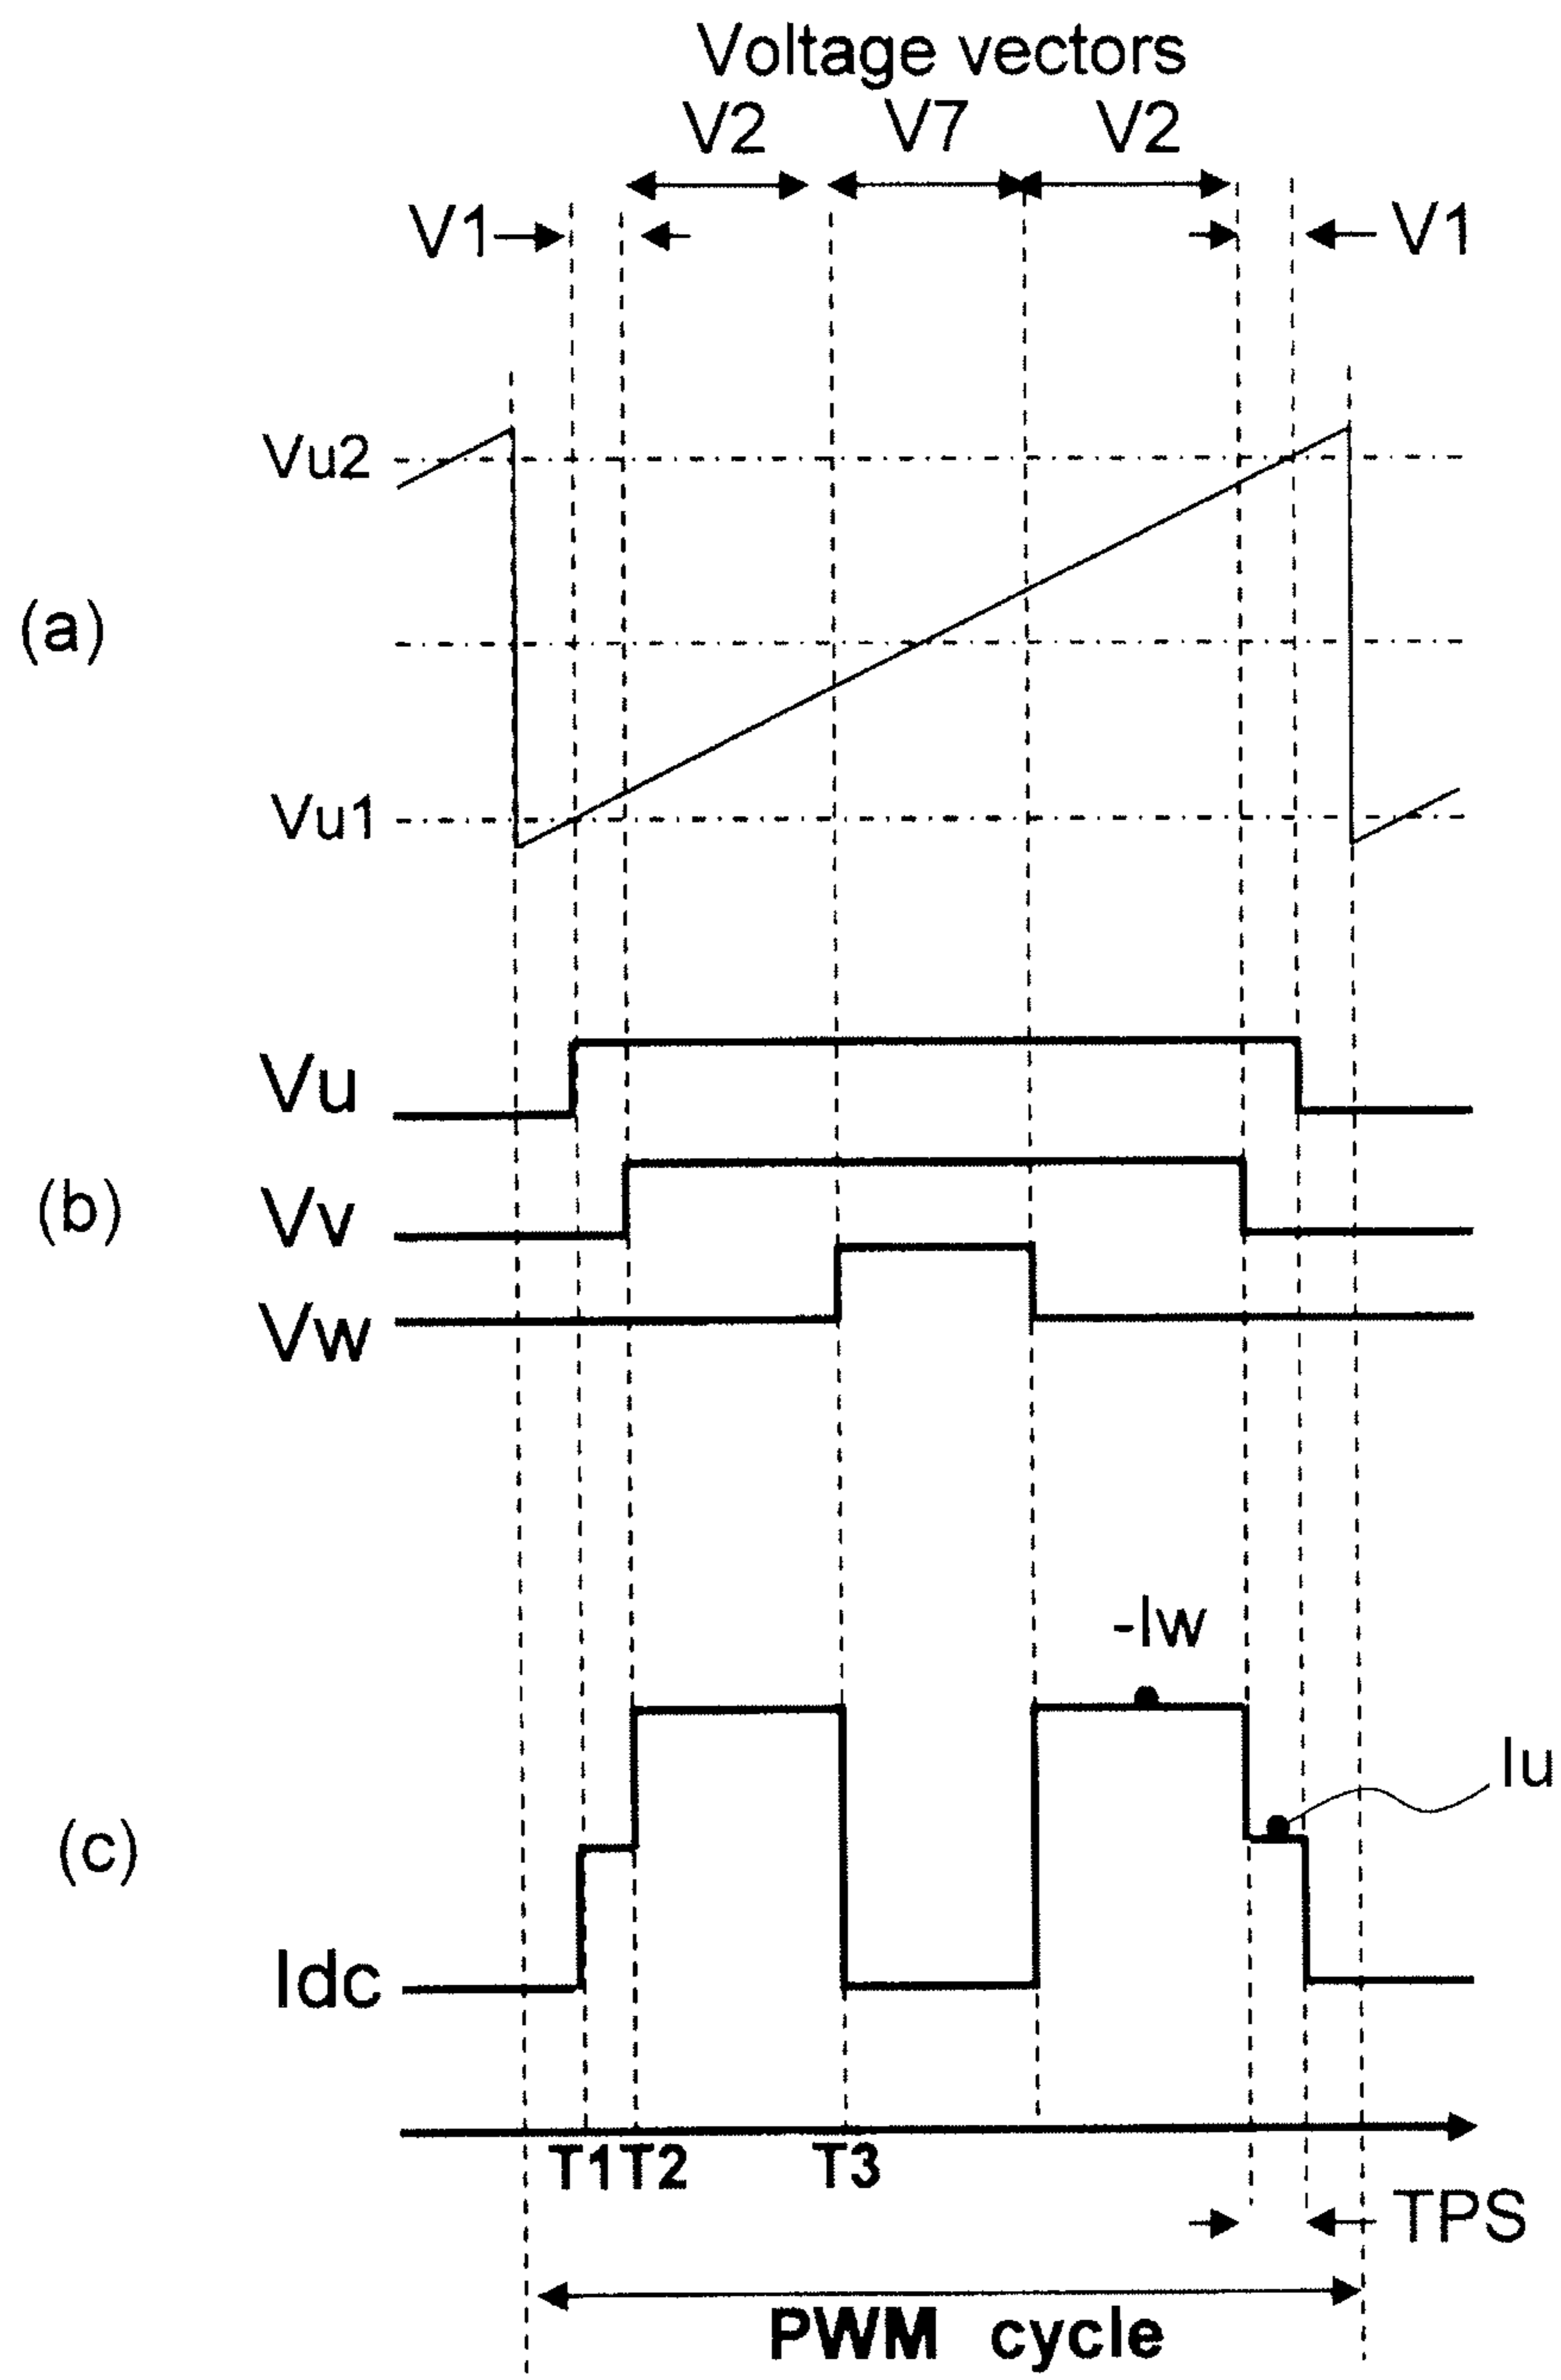 Voltage vectors
V2 V7 V2
V1 V1
Vu2
(a)
Vu1
Vu
(b)
Vv
Vw
-Iw
Iu
(c)
Idc
T1 T2 T3
TPS
PWM cycle